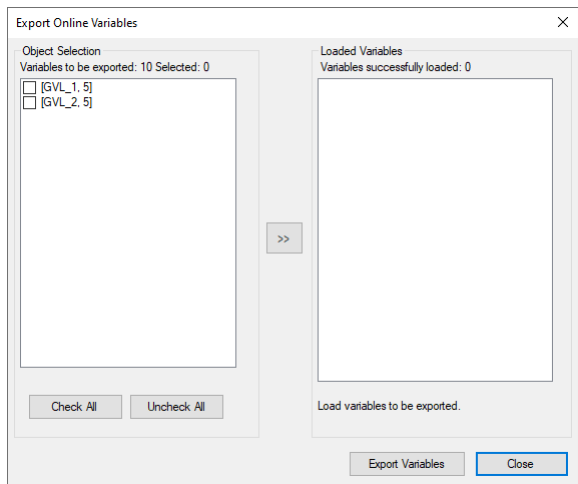 Export Online Variables
Object Selection
Variables to be exported: 10 Selected: 0
[GVL_1, 5]
[GVL_2, 5]
Check All
Uncheck All
>>
Loaded Variables
Variables successfully loaded: 0
Load variables to be exported.
Export Variables
Close